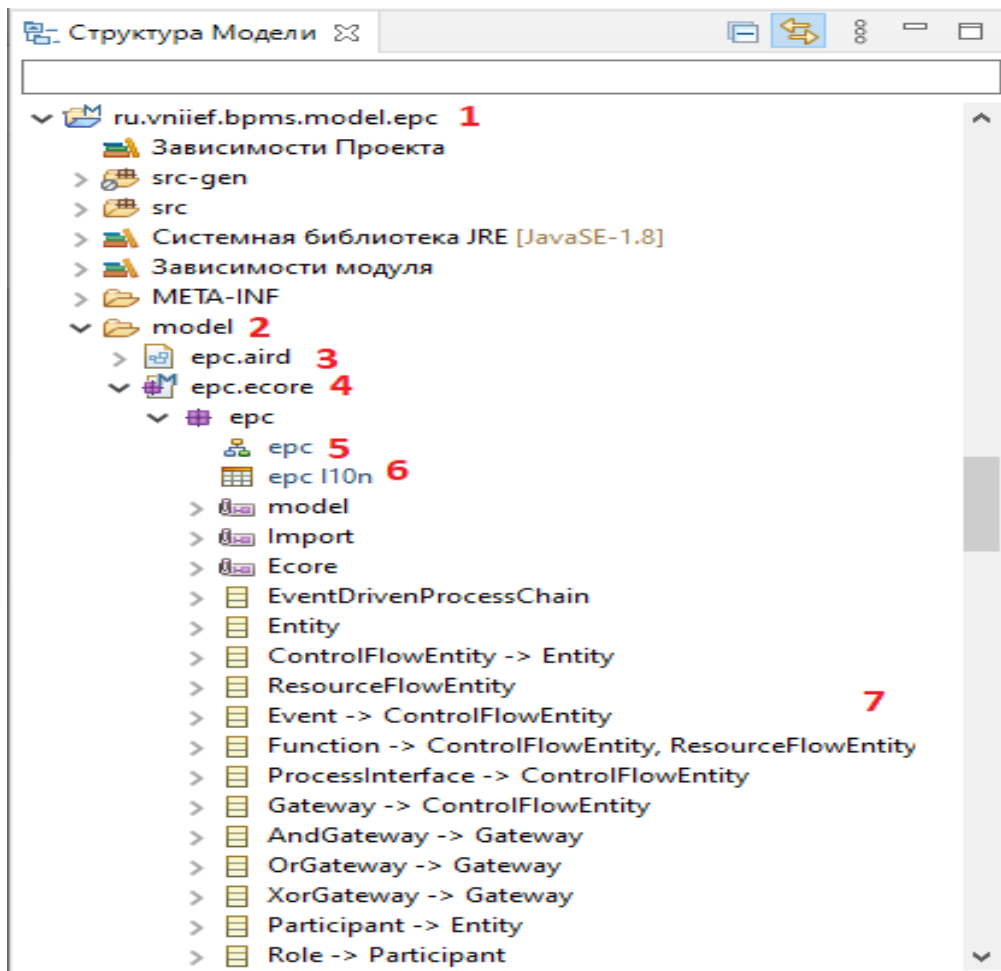 Структура Модели
ru.vniief.bpms.model.epc 1
Зависимости Проекта
src-gen
src
Системная библиотека JRE [JavaSE-1.8]
Зависимости модуля
META-INF
model 2
epc.aird 3
epc.ecore 4
epc
epc 5
epc l10n 6
model
Import
Ecore
EventDrivenProcessChain
Entity
ControlFlowEntity -> Entity
ResourceFlowEntity
Event -> ControlFlowEntity 7
Function -> ControlFlowEntity, ResourceFlowEntity
ProcessInterface -> ControlFlowEntity
Gateway -> ControlFlowEntity
AndGateway -> Gateway
OrGateway -> Gateway
XorGateway -> Gateway
Participant -> Entity
Role -> Participant